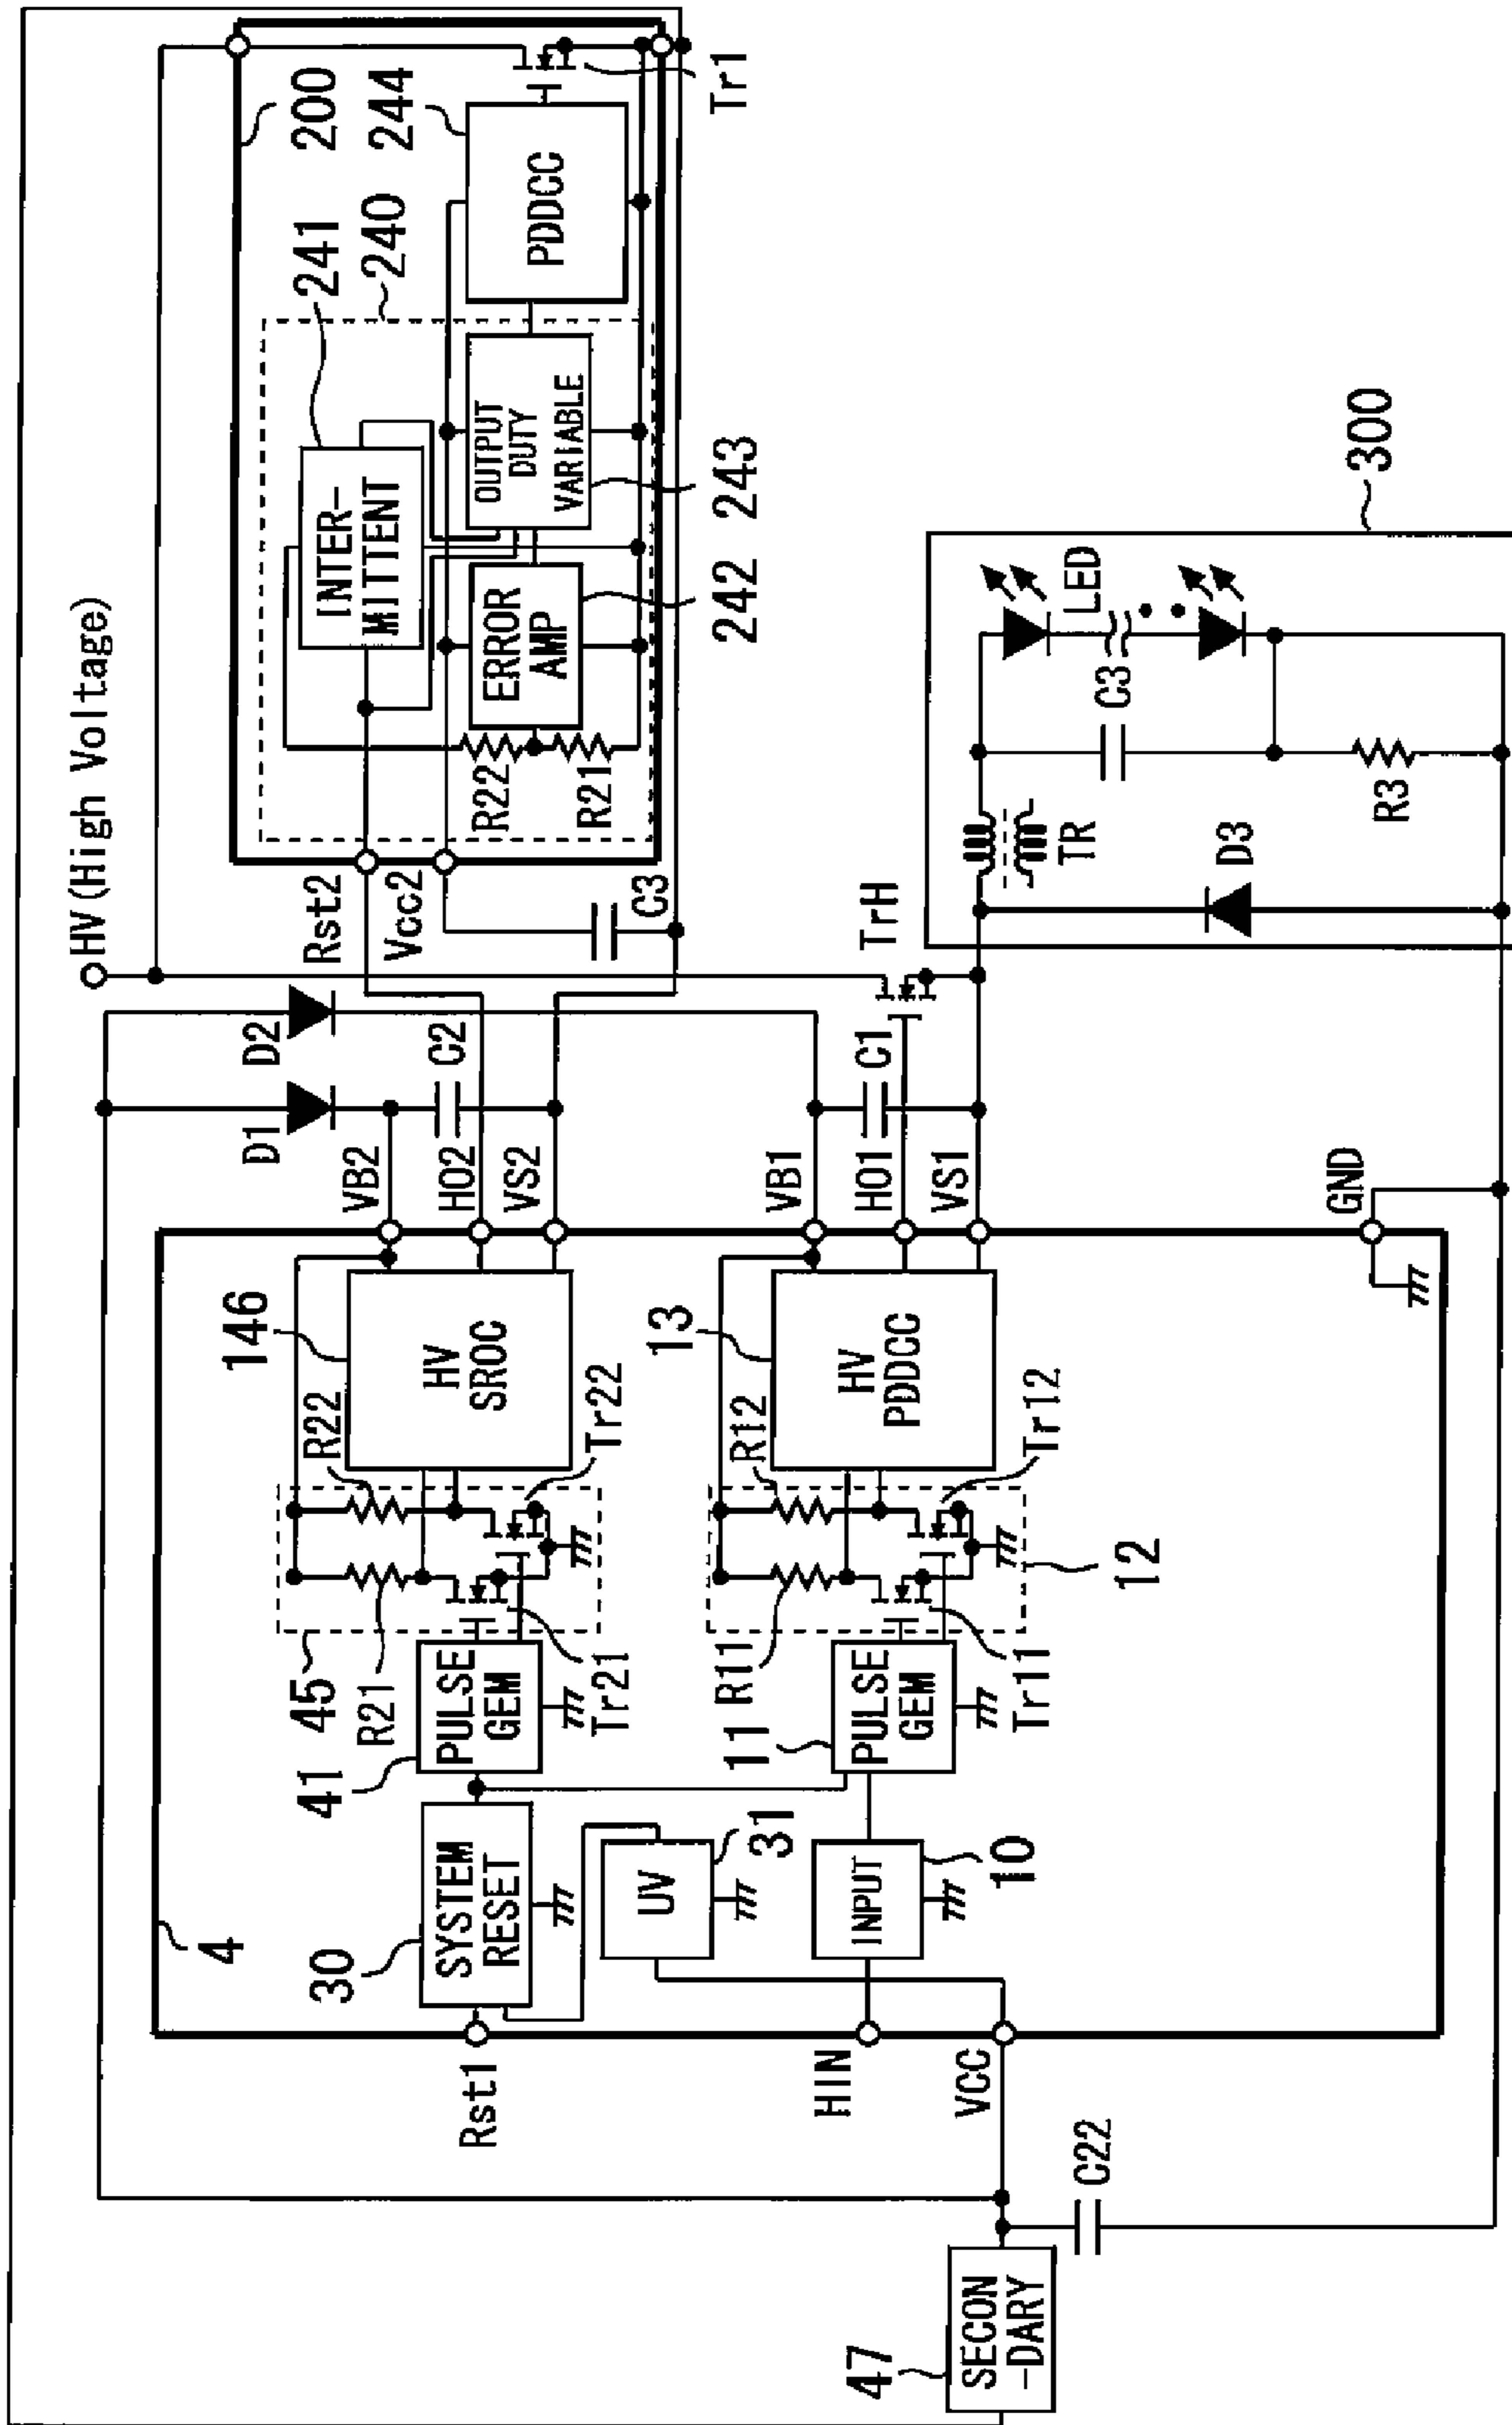 HV(High Voltage)
D1
D2
C2
VB2
HO2
VS2
Rst2
Vcc2
C3
200
244
241
240
INTER-
MITTENT
PDDCC
OUTPUT
DUTY
VARIABLE
ERROR
AMP
R22
R21
243
242
Tr1
4
146
HV
SROC
R22
45
R21
Tr22
Tr21
41
PULSE
GEM
30
SYSTEM
RESET
Rst1
UV
31
13
HV
PDDCC
R12
R11
Tr12
Tr11
12
11
PULSE
GEM
INPUT
10
HIN
VCC
VB1
HO1
VS1
C1
TrH
GND
300
LED
C3
TR
R3
D3
47
SECON
-DARY
C22